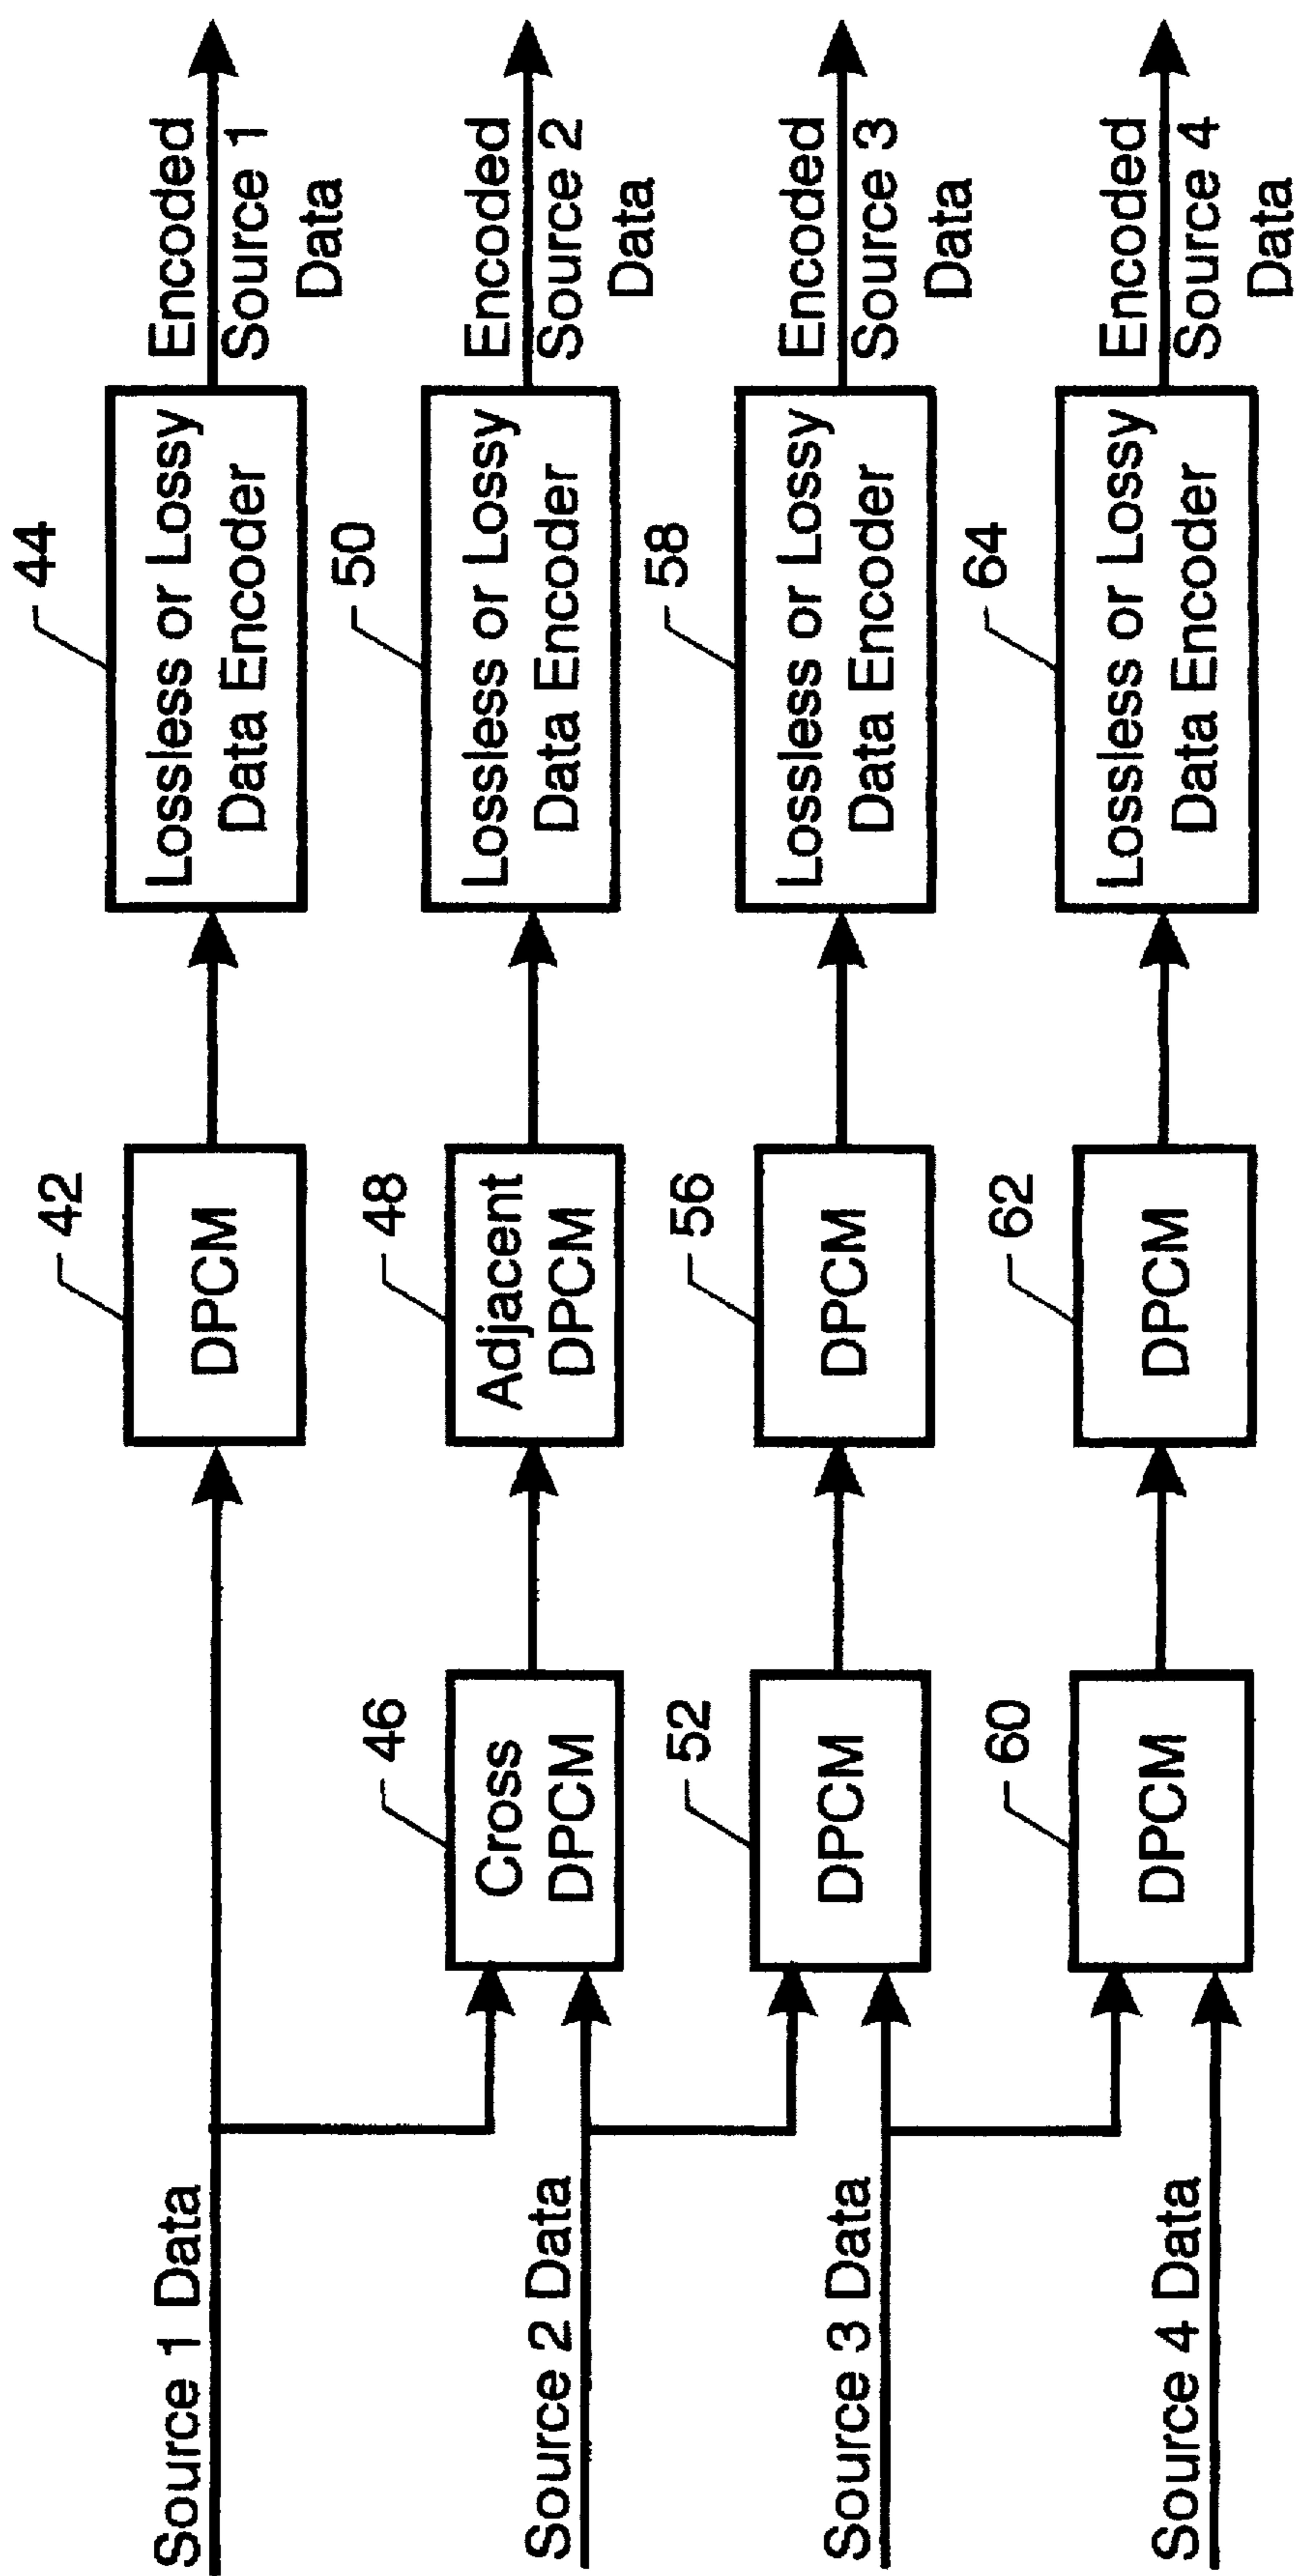 Source 1 Data
42
DPCM
44
Lossless or Lossy
Data Encoder
Encoded
Source 1
Data
Source 2 Data
46
Cross
DPCM
48
Adjacent
DPCM
50
Lossless or Lossy
Data Encoder
Encoded
Source 2
Data
Source 3 Data
52
DPCM
56
DPCM
58
Lossless or Lossy
Data Encoder
Encoded
Source 3
Data
Source 4 Data
60
DPCM
62
DPCM
64
Lossless or Lossy
Data Encoder
Encoded
Source 4
Data